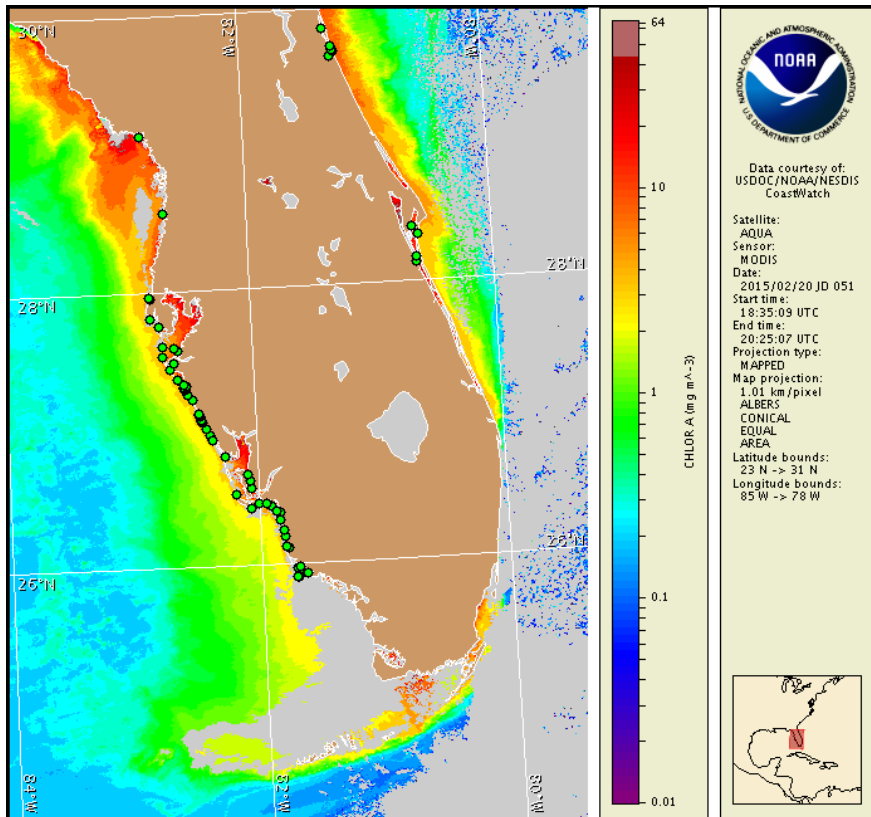 30°N
82°W
80°W
28°N
28°N
26°N
26°N
84°W
82°W
80°W
64
10
1
0.1
0.01
CHLOR A (mg m^-3)
NATIONAL OCEANIC AND ATMOSPHERIC ADMINISTRATION
NOAA
U.S. DEPARTMENT OF COMMERCE
Data courtesy of:
USDOC/NOAA/NESDIS
CoastWatch
Satellite:
AQUA
Sensor:
MODIS
Date:
2015/02/20 JD 051
Start time:
18:35:09 UTC
End time:
20:25:07 UTC
Projection type:
MAPPED
Map projection:
1.01 km/pixel
ALBERS
CONICAL
EQUAL
AREA
Latitude bounds:
23 N -> 31 N
Longitude bounds:
85 W -> 78 W